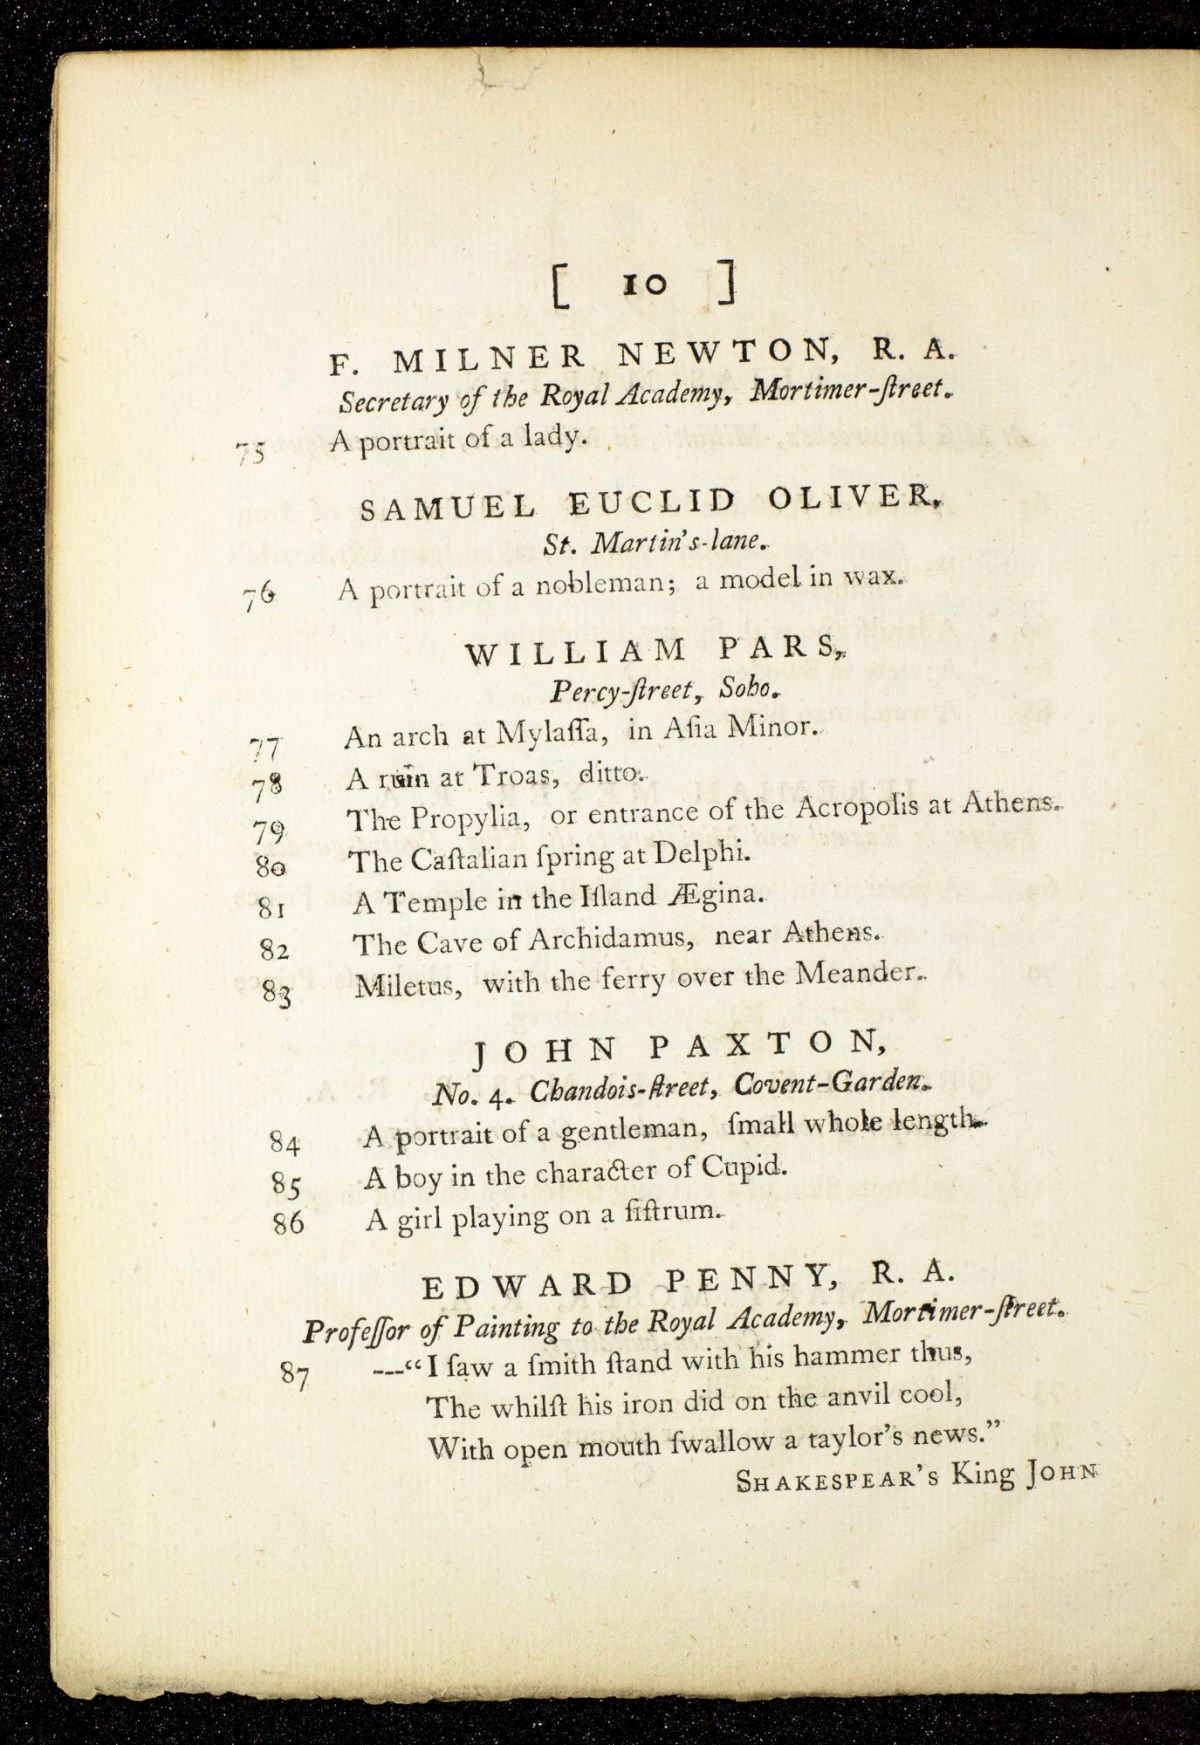 [ 10 ]
F. MILNER NEWTON, R. A.
Secretary of the Royal Academy, Mortimer-ſtreet.
75 A portrait of a lady.
SAMUEL EUCLID OLIVER,
St. Martin's-lane.
76 A portrait of a nobleman; a model in wax.
WILLIAM PARS,
Percy-ſtreet, Soho.
77 An arch at Mylaſſa, in Aſia Minor.
78 A ruin at Troas, ditto.
79 The Propylia, or entrance of the Acropolis at Athens.
80 The Caſtalian ſpring at Delphi.
81 A Temple in the Iſland Ægina.
82 The Cave of Archidamus, near Athens.
83 Miletus, with the ferry over the Meander.
JOHN PAXTON,
No. 4. Chandois-ſtreet, Covent-Garden.
84 A portrait of a gentleman, ſmall whole length.
85 A boy in the character of Cupid.
86 A girl playing on a ſiſtrum.
EDWARD PENNY, R. A.
Profeſſor of Painting to the Royal Academy, Mortimer-ſtreet.
87 ---“I ſaw a ſmith ſtand with his hammer thus,
The whilſt his iron did on the anvil cool,
With open mouth ſwallow a taylor's news.”
SHAKESPEAR's King JOHN